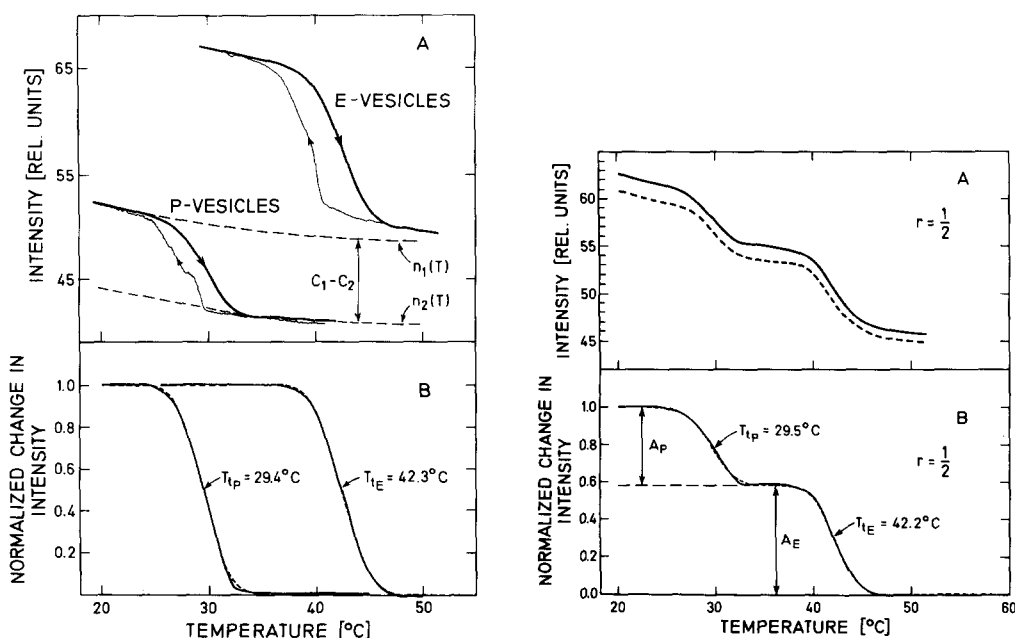 A
65
55
45
INTENSITY [REL. UNITS]
E-VESICLES
P-VESICLES
n₁(T)
C₁-C₂
n₂(T)
B
1.0
0.8
0.6
0.4
0.2
NORMALIZED CHANGE IN
INTENSITY
TtP = 29.4°C
TtE = 42.3°C
20
30
40
50
TEMPERATURE [°C]
A
60
55
50
45
INTENSITY [REL. UNITS]
r = 1/2
B
1.0
0.8
0.6
0.4
0.2
0.0
NORMALIZED CHANGE IN
INTENSITY
AP
TtP = 29.5°C
r = 1/2
AE
TtE = 42.2°C
20
30
40
50
60
TEMPERATURE [°C]